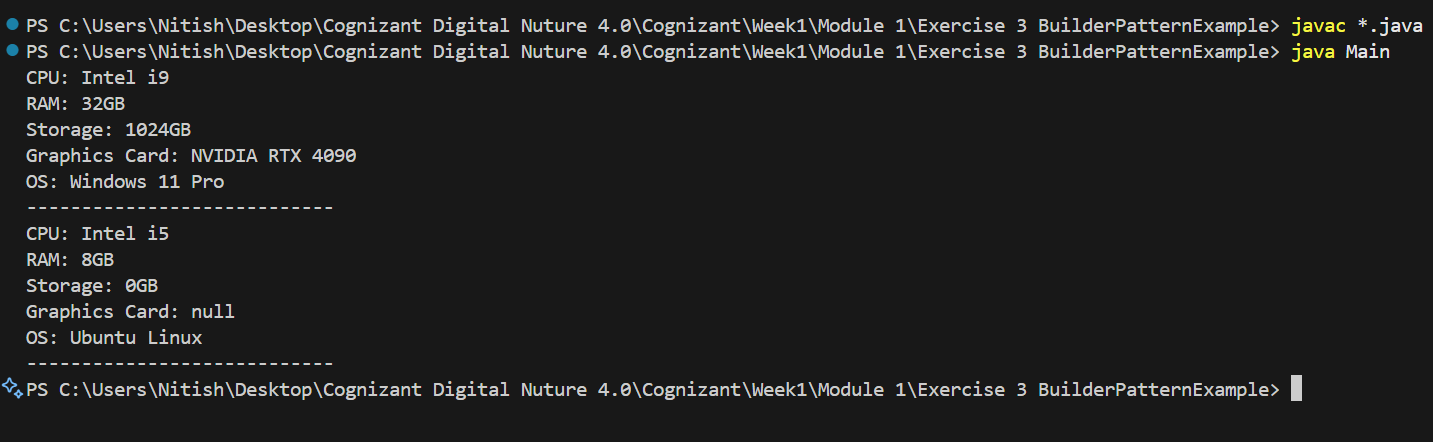 PS C:\Users\Nitish\Desktop\Cognizant Digital Nuture 4.0\Cognizant\Week1\Module 1\Exercise 3 BuilderPatternExample> javac *.java
PS C:\Users\Nitish\Desktop\Cognizant Digital Nuture 4.0\Cognizant\Week1\Module 1\Exercise 3 BuilderPatternExample> java Main
CPU: Intel i9
RAM: 32GB
Storage: 1024GB
Graphics Card: NVIDIA RTX 4090
OS: Windows 11 Pro
----------------------------
CPU: Intel i5
RAM: 8GB
Storage: 0GB
Graphics Card: null
OS: Ubuntu Linux
----------------------------
PS C:\Users\Nitish\Desktop\Cognizant Digital Nuture 4.0\Cognizant\Week1\Module 1\Exercise 3 BuilderPatternExample>